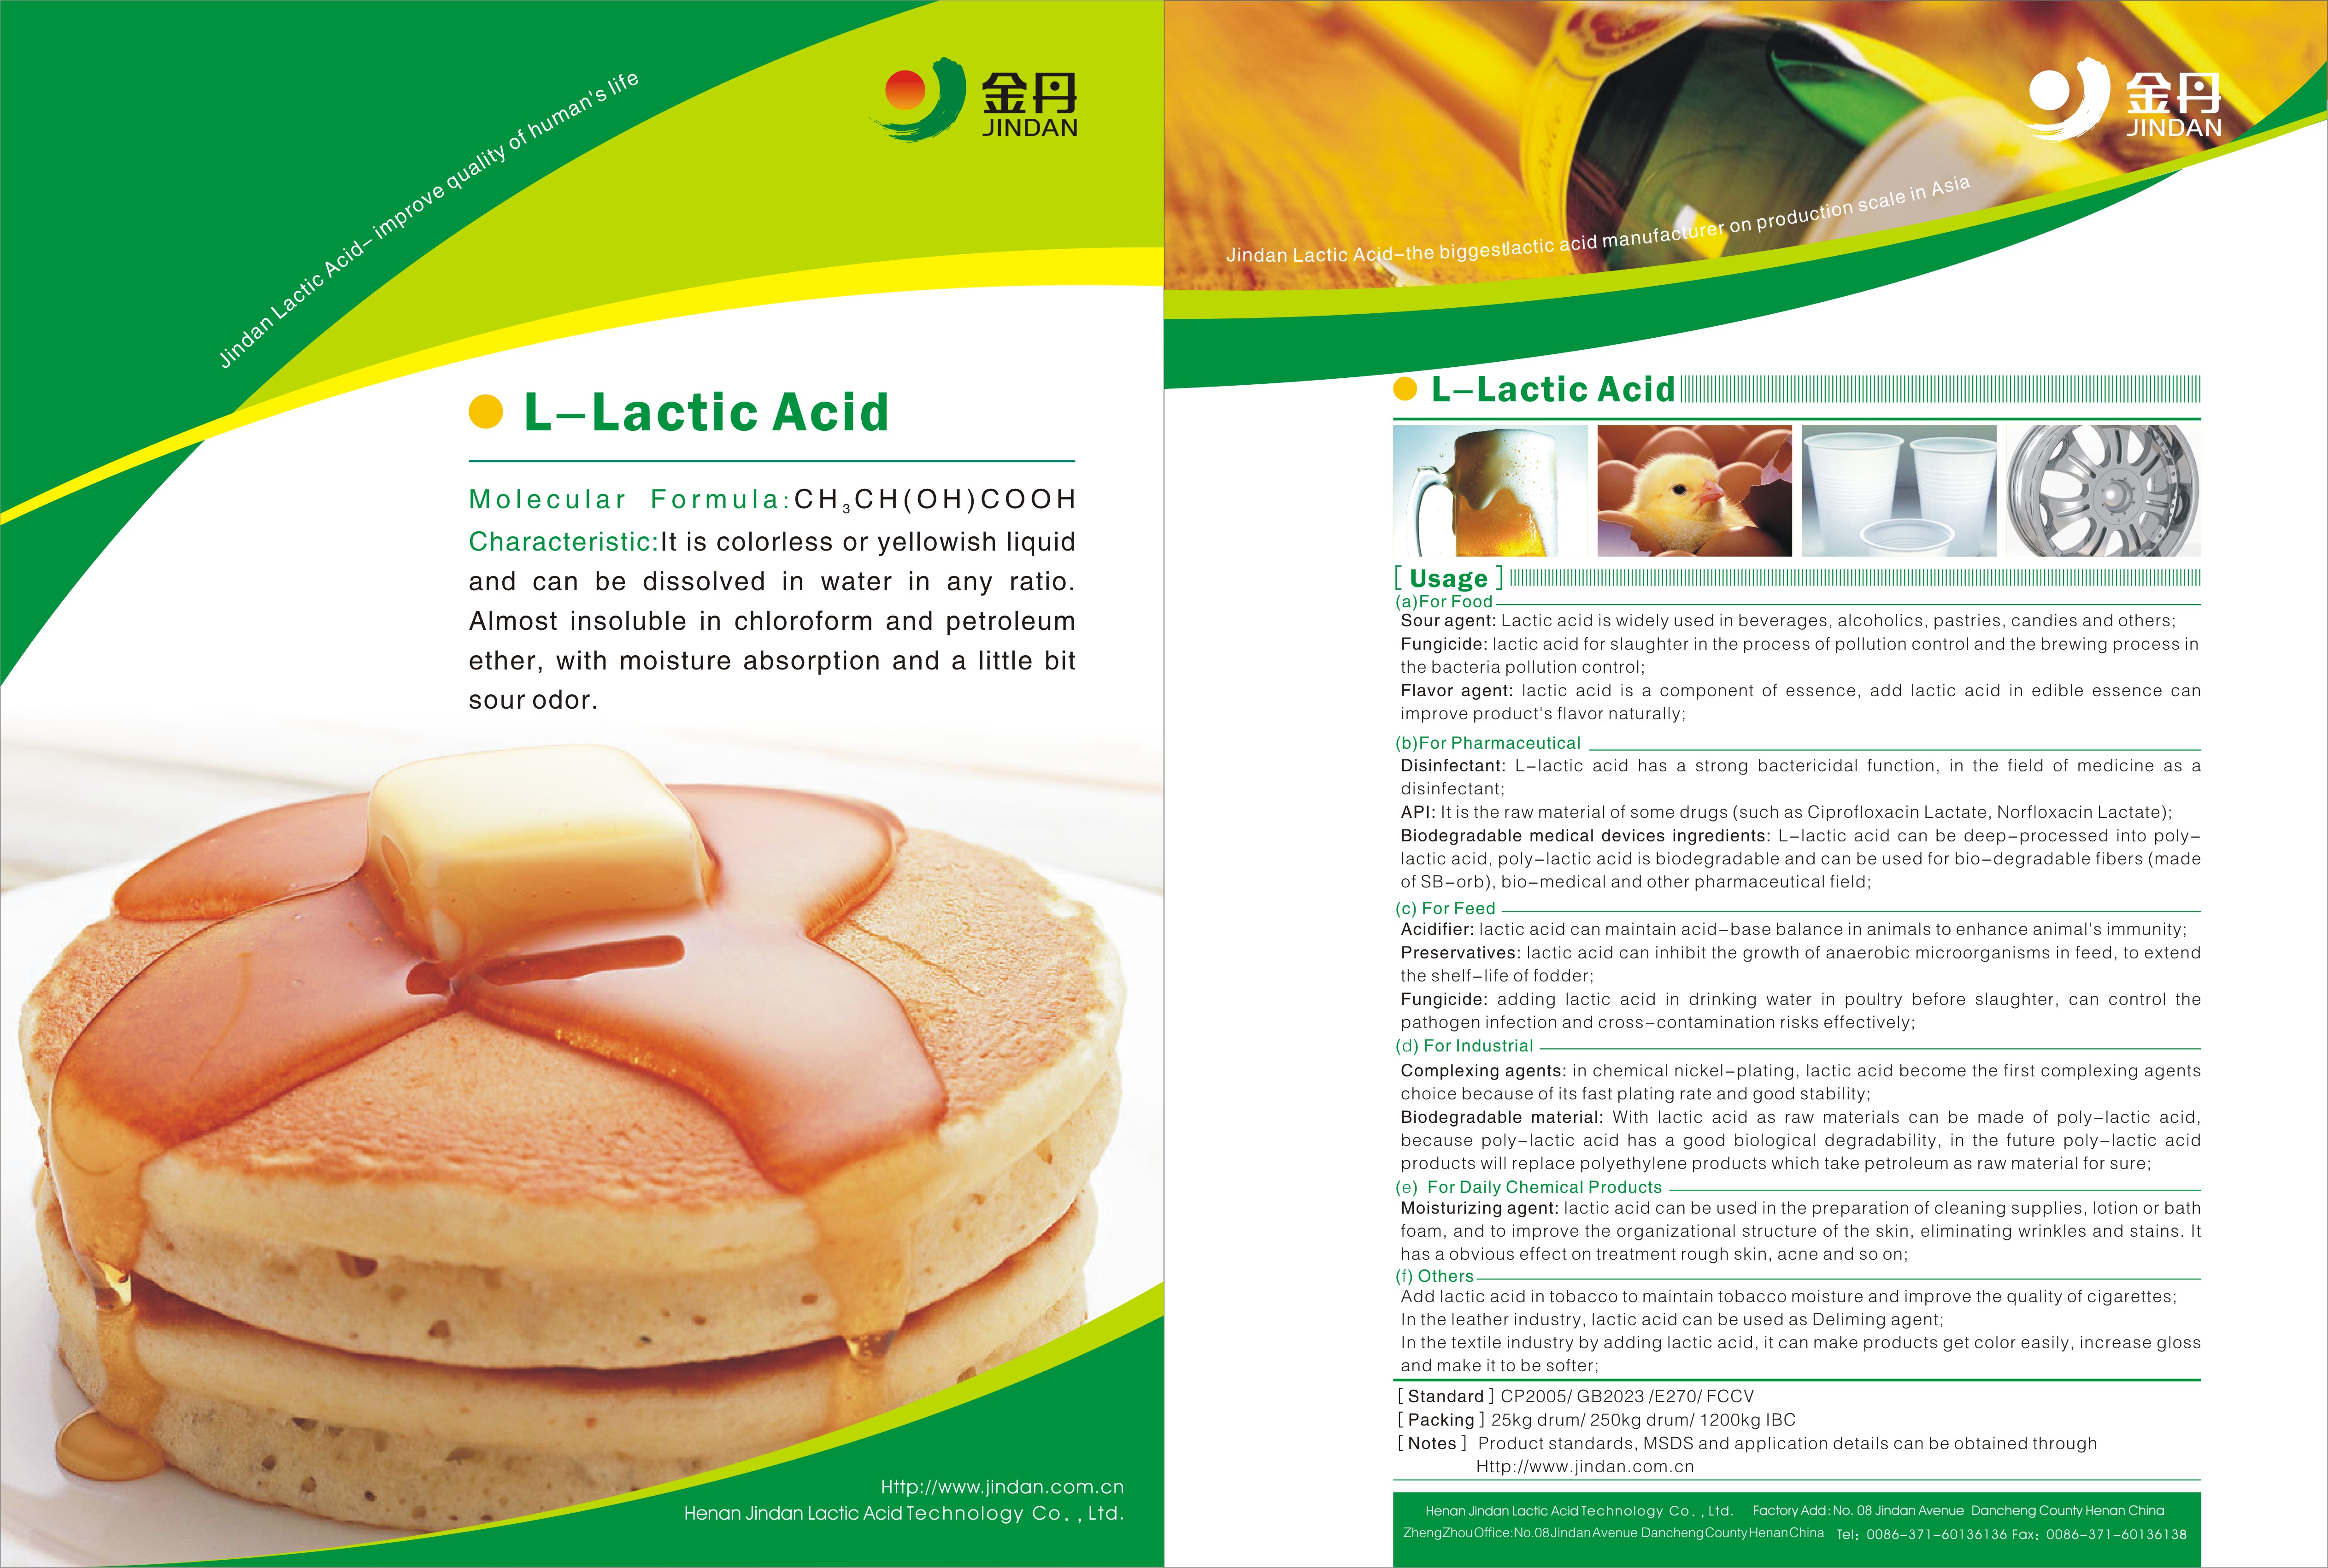 Jindan Lactic Acid– improve quality of human's life
金丹
JINDAN
L–Lactic Acid
Molecular Formula:CH₃CH(OH)COOH
Characteristic:It is colorless or yellowish liquid
and can be dissolved in water in any ratio.
Almost insoluble in chloroform and petroleum
ether, with moisture absorption and a little bit
sour odor.
Http://www.jindan.com.cn
Henan Jindan Lactic Acid Technology Co. , Ltd.
金丹
JINDAN
Jindan Lactic Acid–the biggestlactic acid manufacturer on production scale in Asia
L–Lactic Acid
[ Usage ]
(a)For Food
Sour agent: Lactic acid is widely used in beverages, alcoholics, pastries, candies and others;
Fungicide: lactic acid for slaughter in the process of pollution control and the brewing process in
the bacteria pollution control;
Flavor agent: lactic acid is a component of essence, add lactic acid in edible essence can
improve product's flavor naturally;
(b)For Pharmaceutical
Disinfectant: L–lactic acid has a strong bactericidal function, in the field of medicine as a
disinfectant;
API: It is the raw material of some drugs (such as Ciprofloxacin Lactate, Norfloxacin Lactate);
Biodegradable medical devices ingredients: L–lactic acid can be deep–processed into poly–
lactic acid, poly–lactic acid is biodegradable and can be used for bio–degradable fibers (made
of SB–orb), bio–medical and other pharmaceutical field;
(c) For Feed
Acidifier: lactic acid can maintain acid–base balance in animals to enhance animal's immunity;
Preservatives: lactic acid can inhibit the growth of anaerobic microorganisms in feed, to extend
the shelf–life of fodder;
Fungicide: adding lactic acid in drinking water in poultry before slaughter, can control the
pathogen infection and cross–contamination risks effectively;
(d) For Industrial
Complexing agents: in chemical nickel–plating, lactic acid become the first complexing agents
choice because of its fast plating rate and good stability;
Biodegradable material: With lactic acid as raw materials can be made of poly–lactic acid,
because poly–lactic acid has a good biological degradability, in the future poly–lactic acid
products will replace polyethylene products which take petroleum as raw material for sure;
(e) For Daily Chemical Products
Moisturizing agent: lactic acid can be used in the preparation of cleaning supplies, lotion or bath
foam, and to improve the organizational structure of the skin, eliminating wrinkles and stains. It
has a obvious effect on treatment rough skin, acne and so on;
(f) Others
Add lactic acid in tobacco to maintain tobacco moisture and improve the quality of cigarettes;
In the leather industry, lactic acid can be used as Deliming agent;
In the textile industry by adding lactic acid, it can make products get color easily, increase gloss
and make it to be softer;
[ Standard ] CP2005/ GB2023 /E270/ FCCV
[ Packing ] 25kg drum/ 250kg drum/ 1200kg IBC
[ Notes ] Product standards, MSDS and application details can be obtained through
Http://www.jindan.com.cn
Henan Jindan Lactic Acid Technology Co. , Ltd. Factory Add: No. 08 Jindan Avenue Dancheng County Henan China
ZhengZhou Office:No.08 Jindan Avenue Dancheng County Henan China Tel: 0086–371–60136136 Fax: 0086–371–60136138